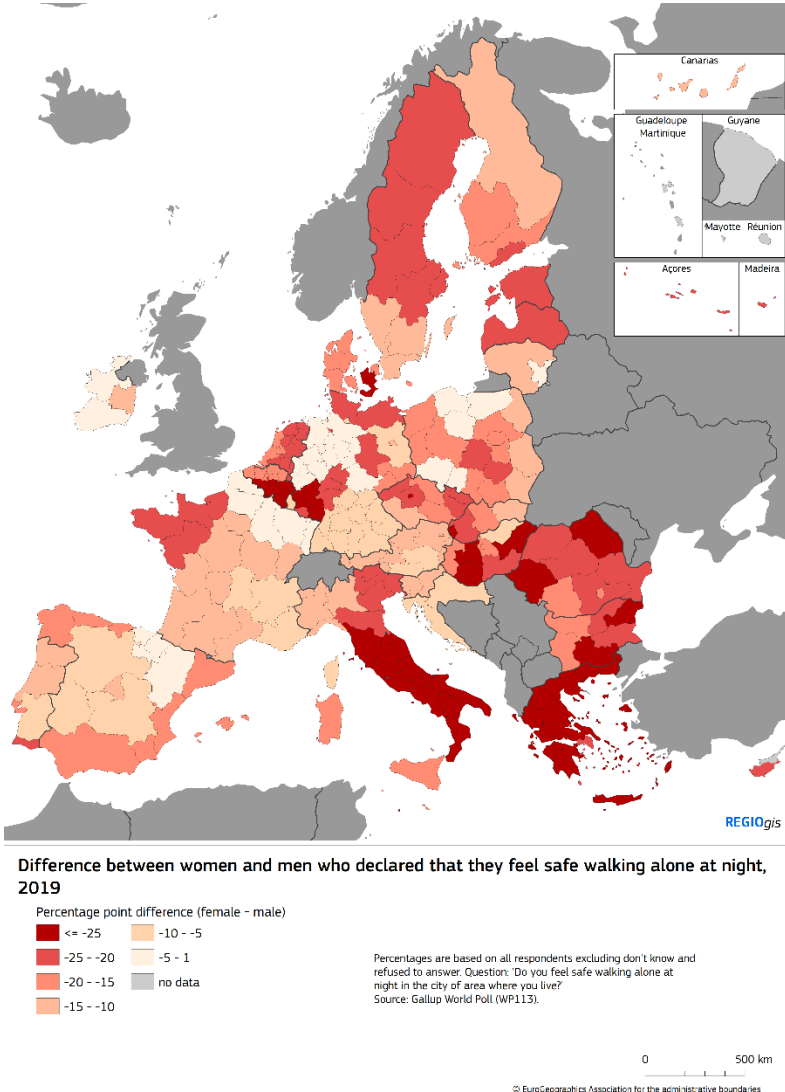 Canarias
Guadeloupe
Martinique
Guyane
Mayotte
Réunion
Açores
Madeira
REGIOgis
Difference between women and men who declared that they feel safe walking alone at night,
2019
Percentage point difference (female - male)
<= -25
-25 - -20
-20 - -15
-15 - -10
-10 - -5
-5 - 1
no data
Percentages are based on all respondents excluding don't know and
refused to answer. Question: 'Do you feel safe walking alone at
night in the city of area where you live?'
Source: Gallup World Poll (WP113).
0 500 km
© EuroGeographics Association for the administrative boundaries